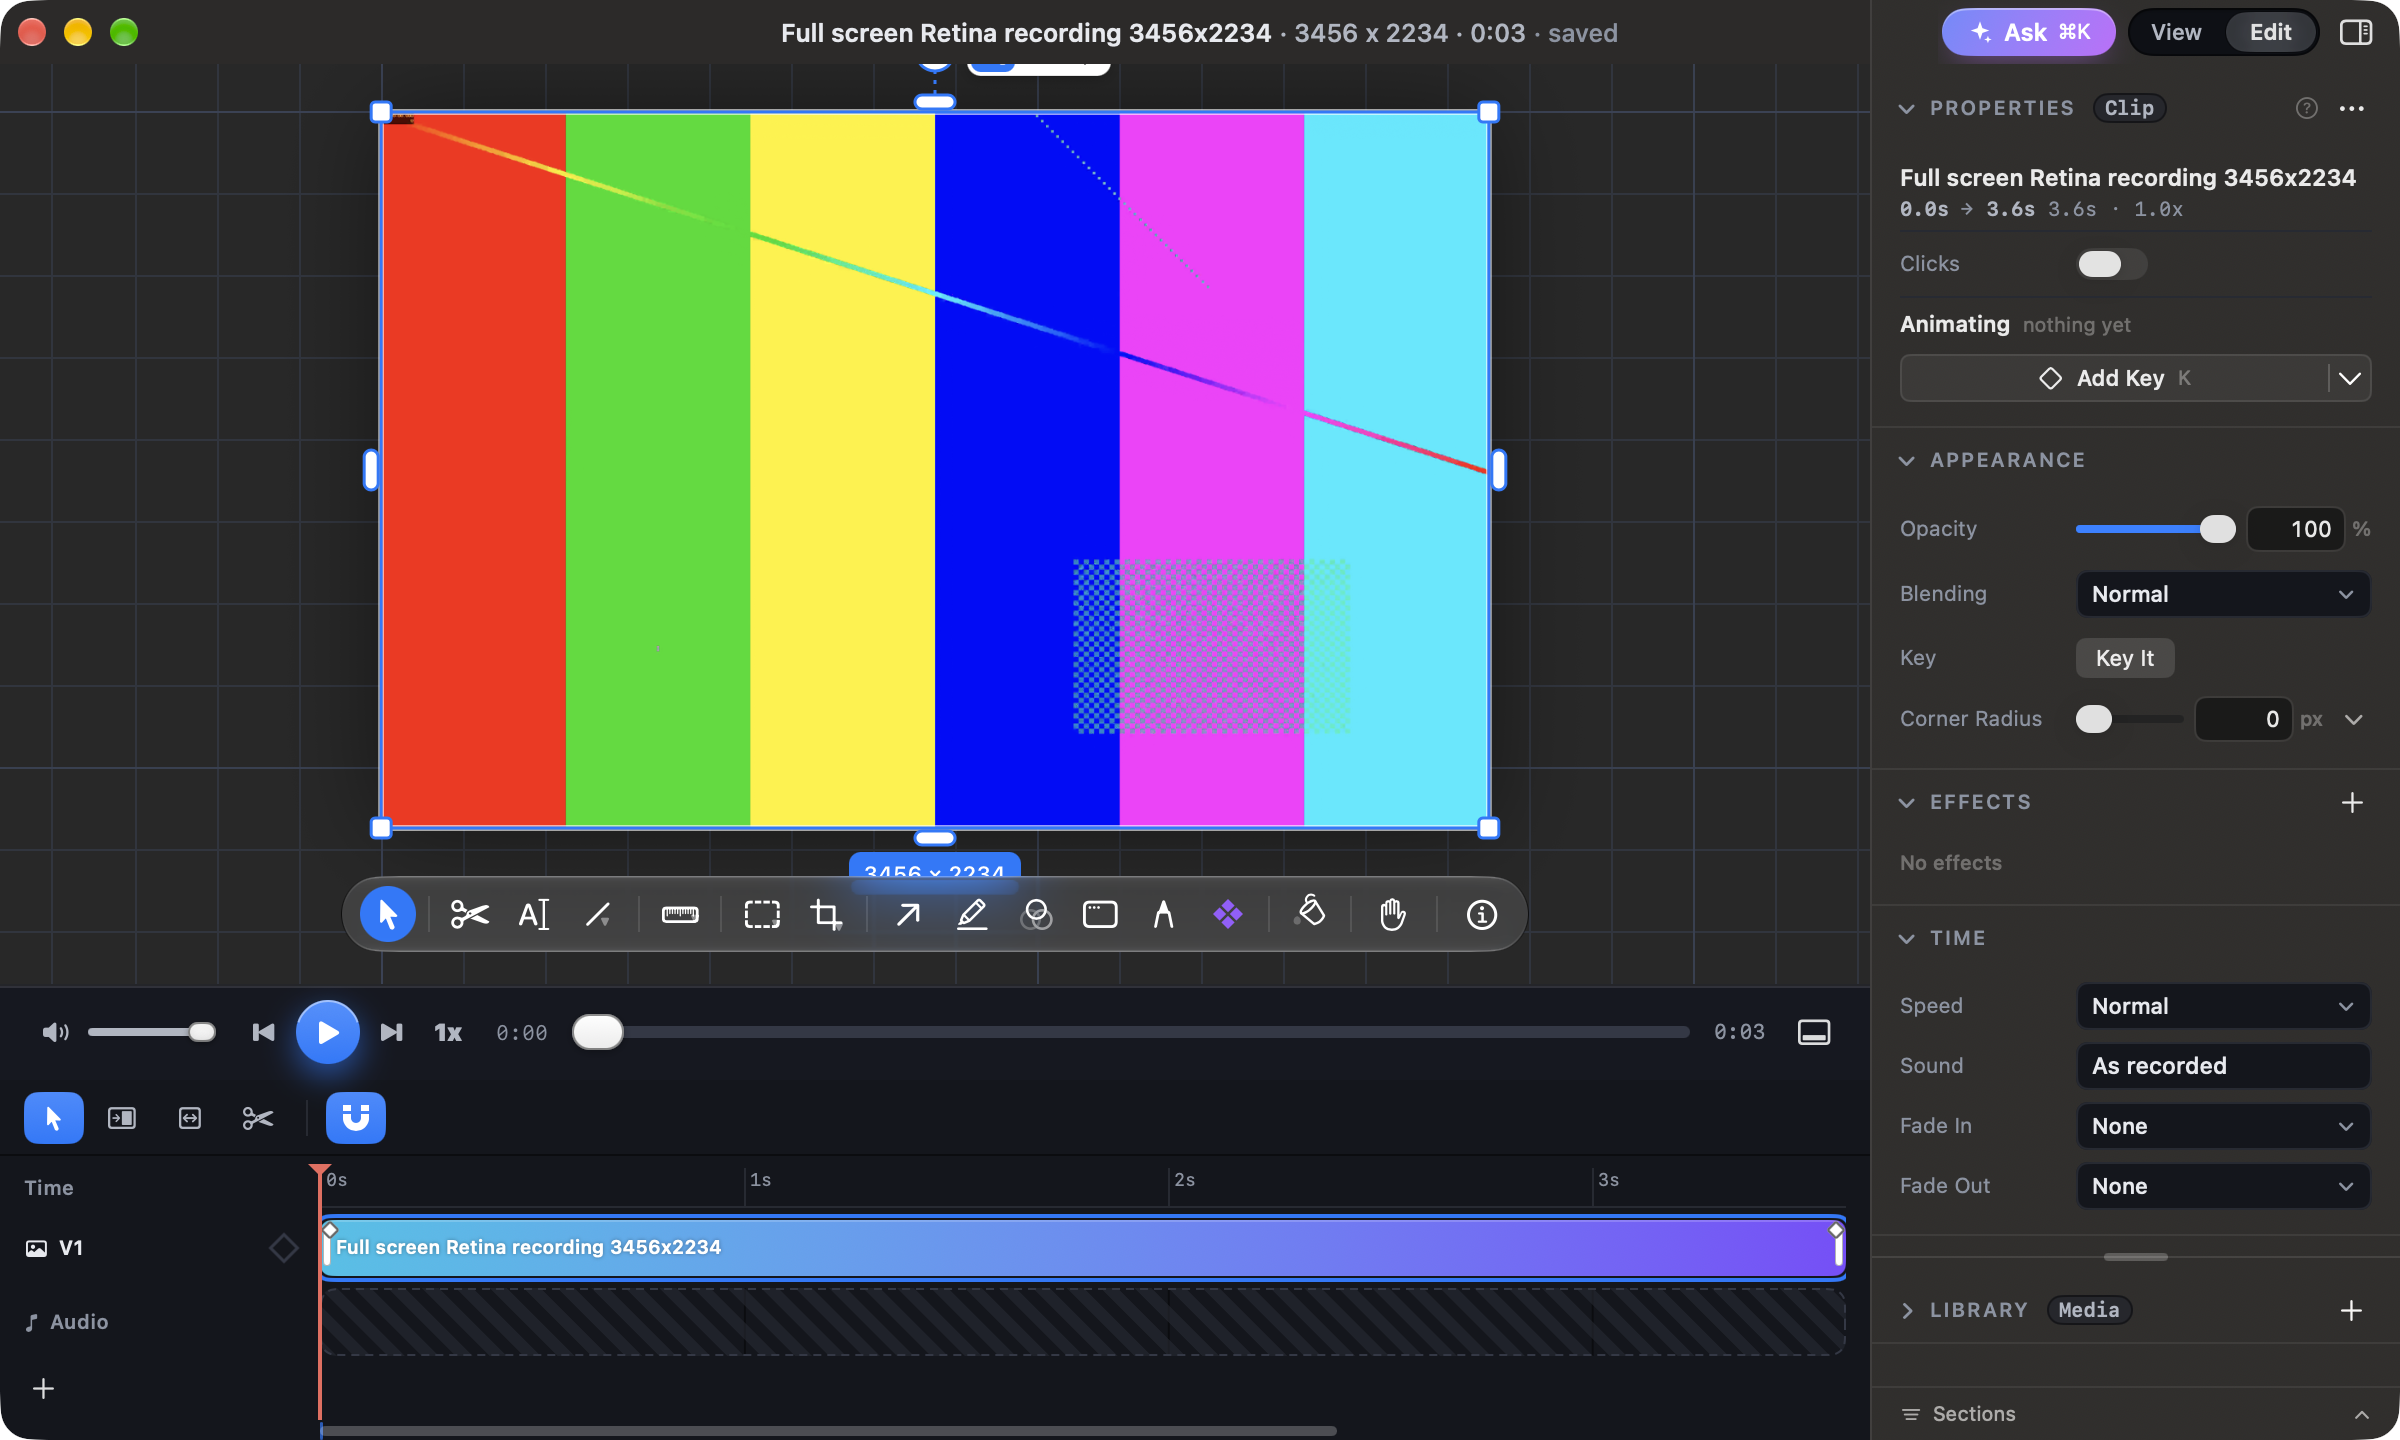 Full screen Retina recording 3456x2234 · 3456 x 2234 · 0:03 · saved
Ask ⌘K
View
Edit
PROPERTIES Clip
Full screen Retina recording 3456x2234
0.0s → 3.6s 3.6s · 1.0x
Clicks
Animating nothing yet
Add Key K
APPEARANCE
Opacity 100 %
Blending Normal
Key Key It
Corner Radius 0 px
EFFECTS
No effects
TIME
Speed Normal
Sound As recorded
Fade In None
Fade Out None
LIBRARY Media
Sections
3456 × 2234
1x 0:00 0:03
Time 0s 1s 2s 3s
V1 Full screen Retina recording 3456x2234
Audio